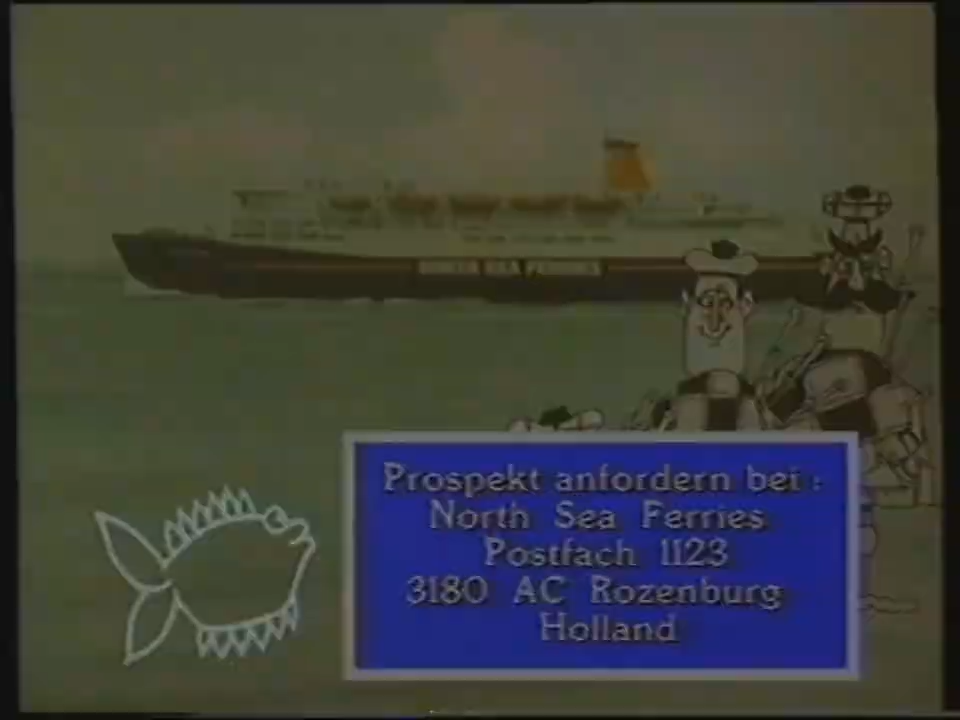 NORTH SEA FERRIES
Prospekt anfordern bei :
North Sea Ferries
Postfach 1123
3180 AC Rozenburg
Holland